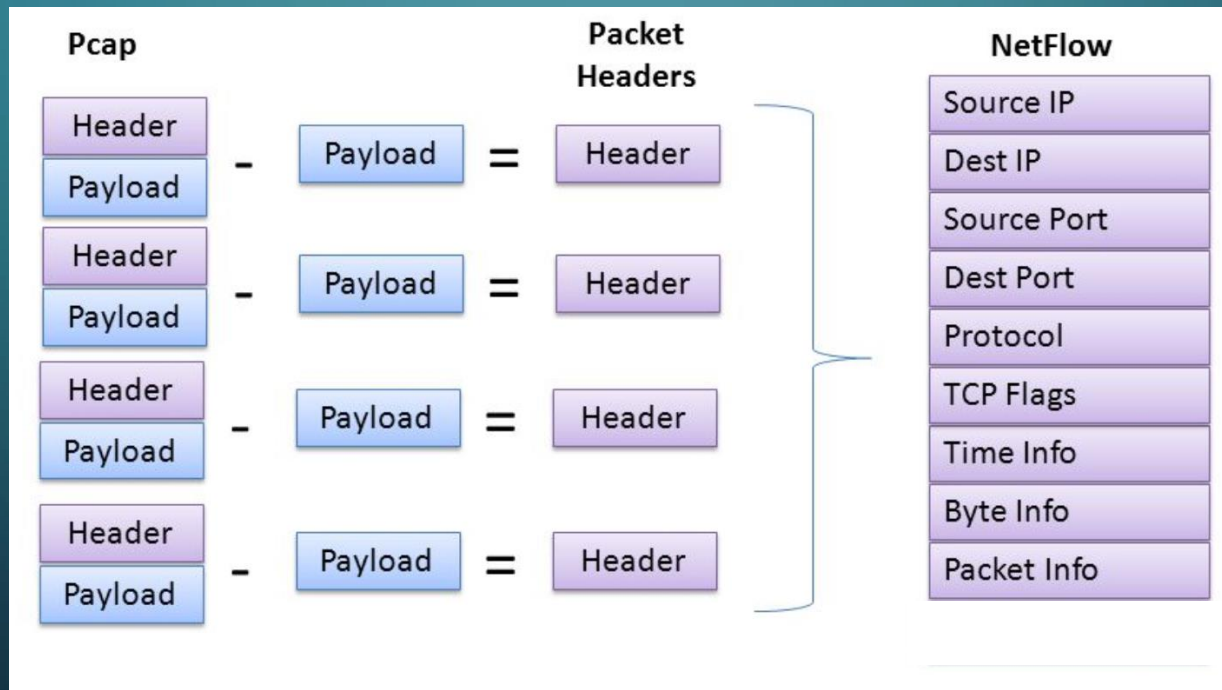 Pcap
Packet
Headers
NetFlow
Header
Payload
-
Payload
=
Header
Header
Payload
-
Payload
=
Header
Header
Payload
-
Payload
=
Header
Header
Payload
-
Payload
=
Header
Source IP
Dest IP
Source Port
Dest Port
Protocol
TCP Flags
Time Info
Byte Info
Packet Info